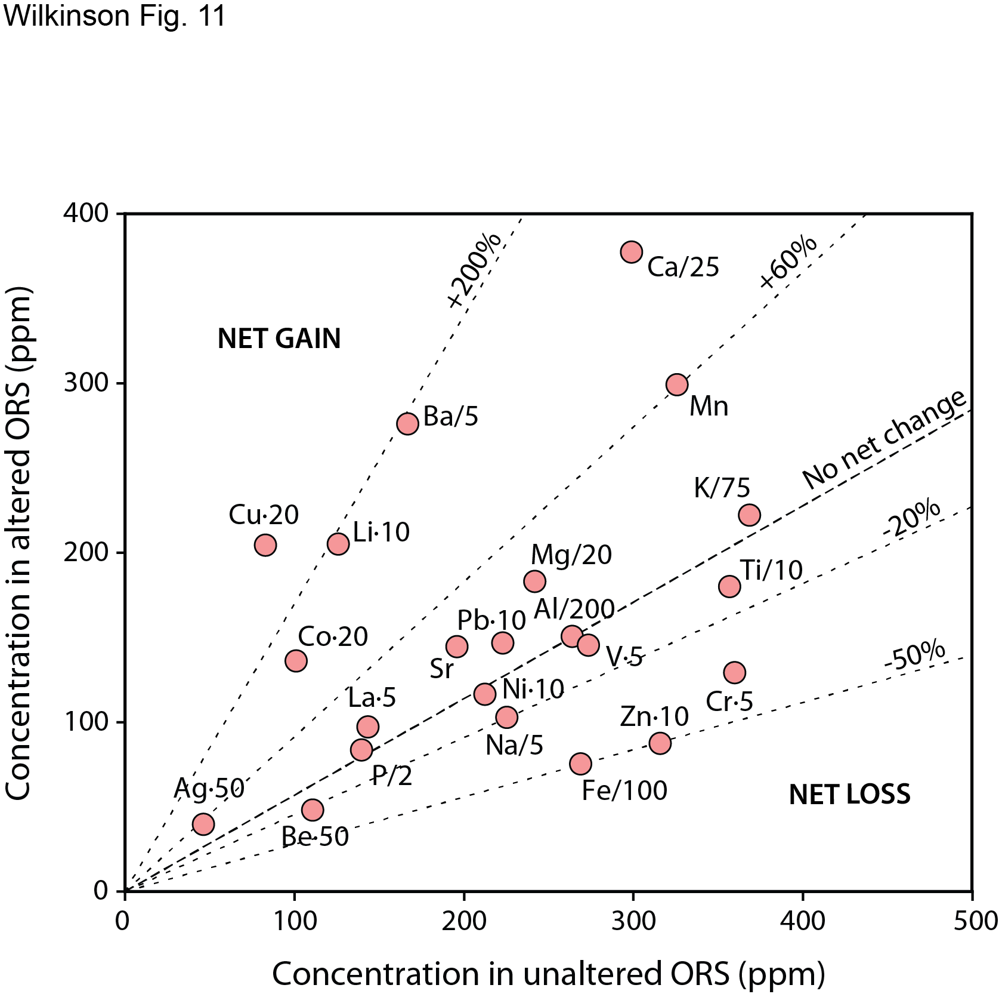 Wilkinson Fig. 11
400
300
200
100
0
0
100
200
300
400
500
Concentration in altered ORS (ppm)
Concentration in unaltered ORS (ppm)
+200%
+60%
No net change
-20%
-50%
NET GAIN
NET LOSS
Ca/25
Mn
Ba/5
K/75
Cu·20
Li·10
Mg/20
Ti/10
Al/200
Pb·10
Sr
V·5
Co·20
Cr·5
Ni·10
La·5
Zn·10
Na/5
P/2
Fe/100
Ag·50
Be·50